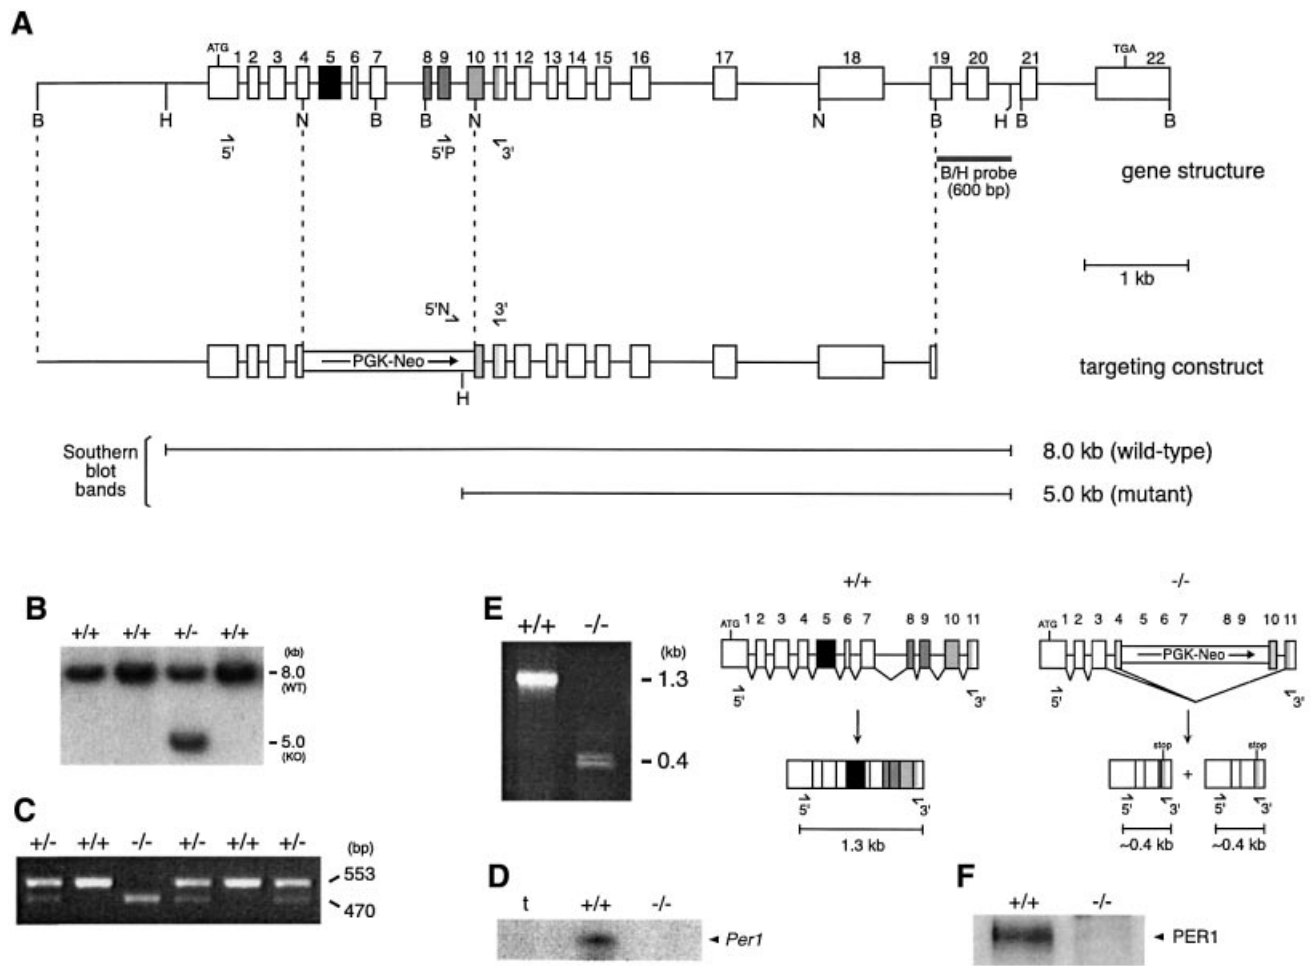 A
ATG 1 2 3 4 5 6 7 8 9 10 11 12 13 14 15 16 17 18 19 20 21 TGA 22
B H N B B N N B H B B
5' 5'P 3'
B/H probe
(600 bp)
gene structure
1 kb
5'N 3'
PGK-Neo
targeting construct
H
Southern
blot
bands
8.0 kb (wild-type)
5.0 kb (mutant)
B
+/+ +/+ +/- +/+
(kb)
8.0
(WT)
5.0
(KO)
C
+/- +/+ -/- +/- +/+ +/-
(bp)
553
470
E
+/+ -/-
(kb)
1.3
0.4
+/+
ATG 1 2 3 4 5 6 7 8 9 10 11
5' 3'
5' 3'
1.3 kb
-/-
ATG 1 2 3 4 5 6 7 8 9 10 11
PGK-Neo
5' 3'
stop stop
+
5' 3' 5' 3'
~0.4 kb ~0.4 kb
D
t +/+ -/-
Per1
F
+/+ -/-
PER1